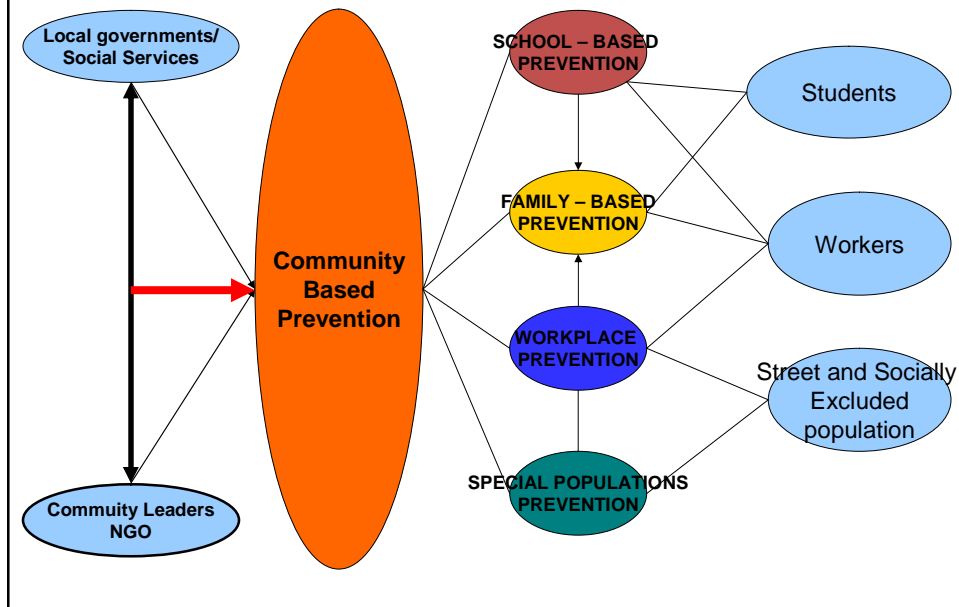 Local governments/
Social Services
Commuity Leaders
NGO
Community
Based
Prevention
SCHOOL – BASED
PREVENTION
FAMILY – BASED
PREVENTION
WORKPLACE
PREVENTION
SPECIAL POPULATIONS
PREVENTION
Students
Workers
Street and Socially
Excluded
population